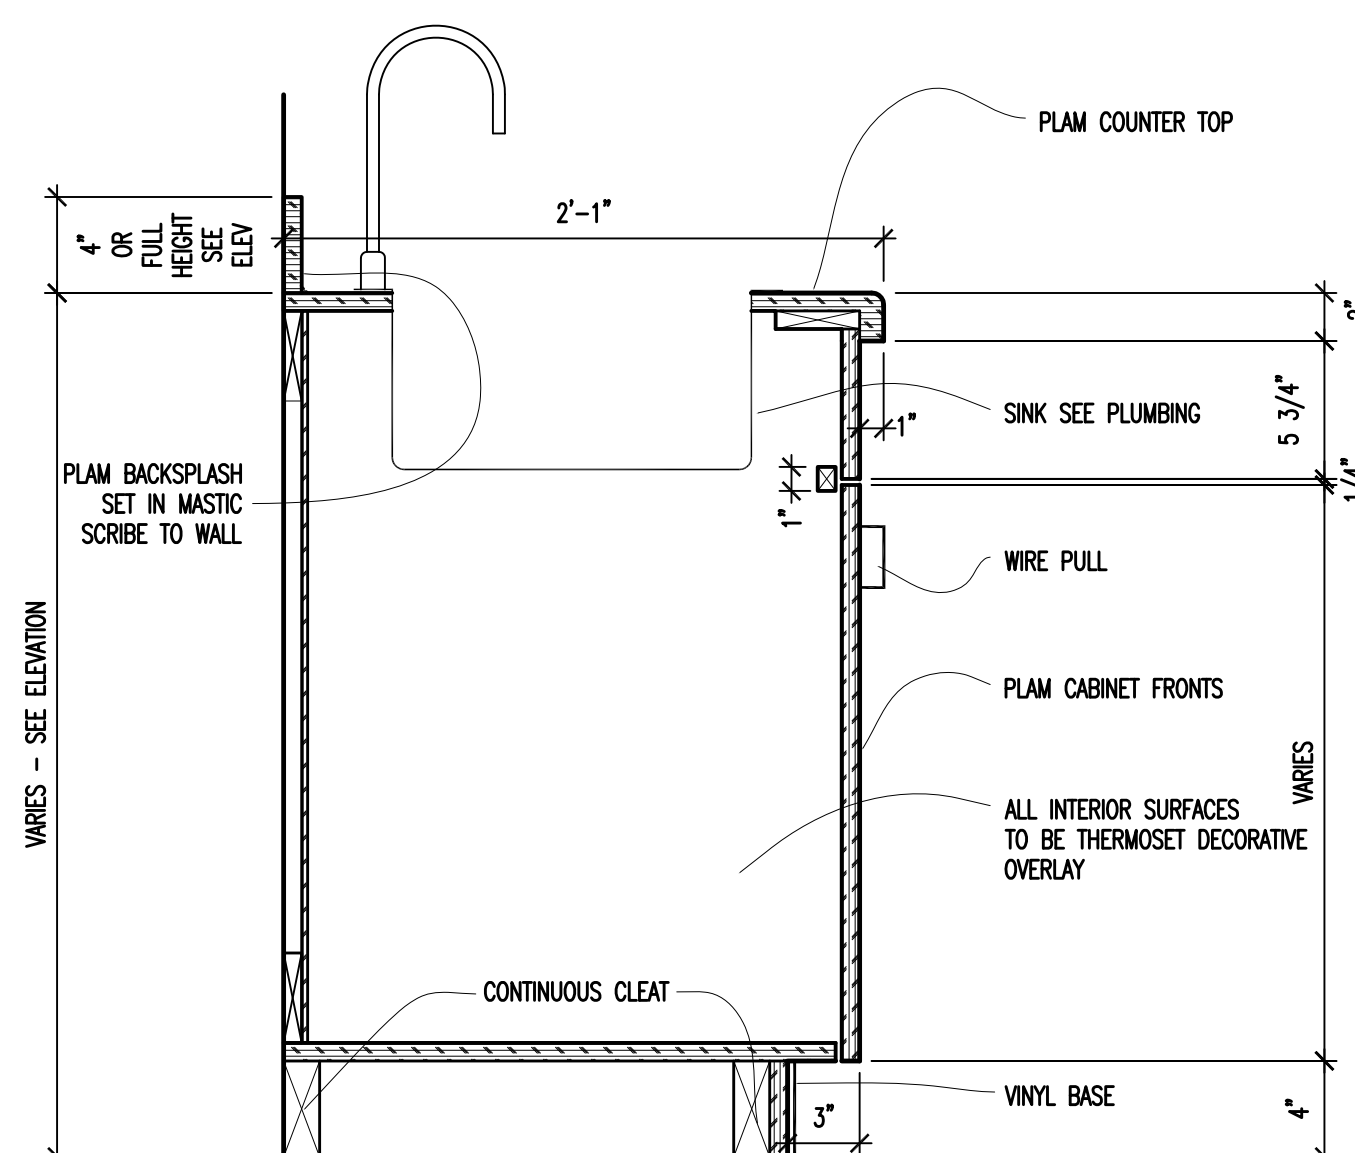 PLAM COUNTER TOP
2'-1"
4"
OR
FULL
HEIGHT
SEE
ELEV
5 3/4"
SINK SEE PLUMBING
1"
PLAM BACKSPLASH
SET IN MASTIC
SCRIBE TO WALL
1/4"
1"
WIRE PULL
VARIES - SEE ELEVATION
PLAM CABINET FRONTS
VARIES
ALL INTERIOR SURFACES
TO BE THERMOSET DECORATIVE
OVERLAY
CONTINUOUS CLEAT
VINYL BASE
3"
4"